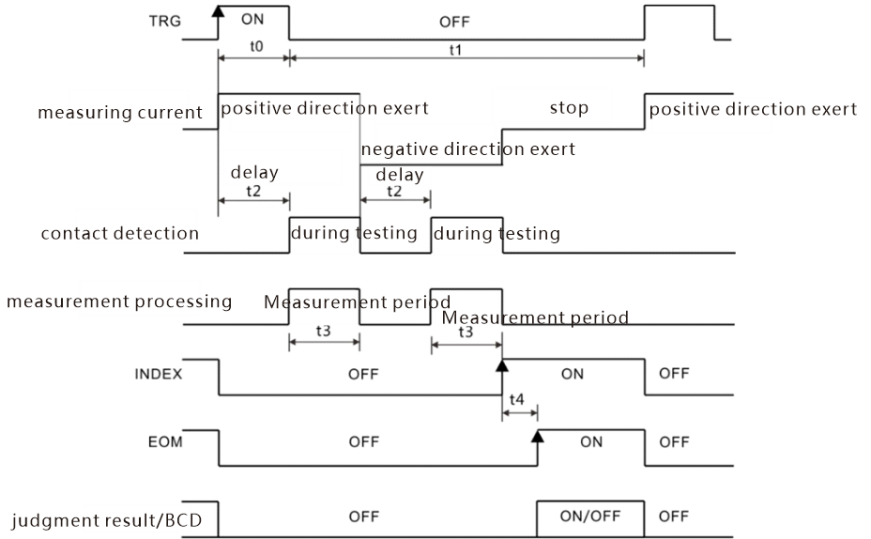 TRG ON OFF
t0 t1
measuring current positive direction exert stop positive direction exert
negative direction exert
delay delay
t2 t2
contact detection during testing during testing
measurement processing Measurement period
Measurement period
t3 t3
INDEX OFF ON OFF
t4
EOM OFF ON OFF
judgment result/BCD OFF ON/OFF OFF